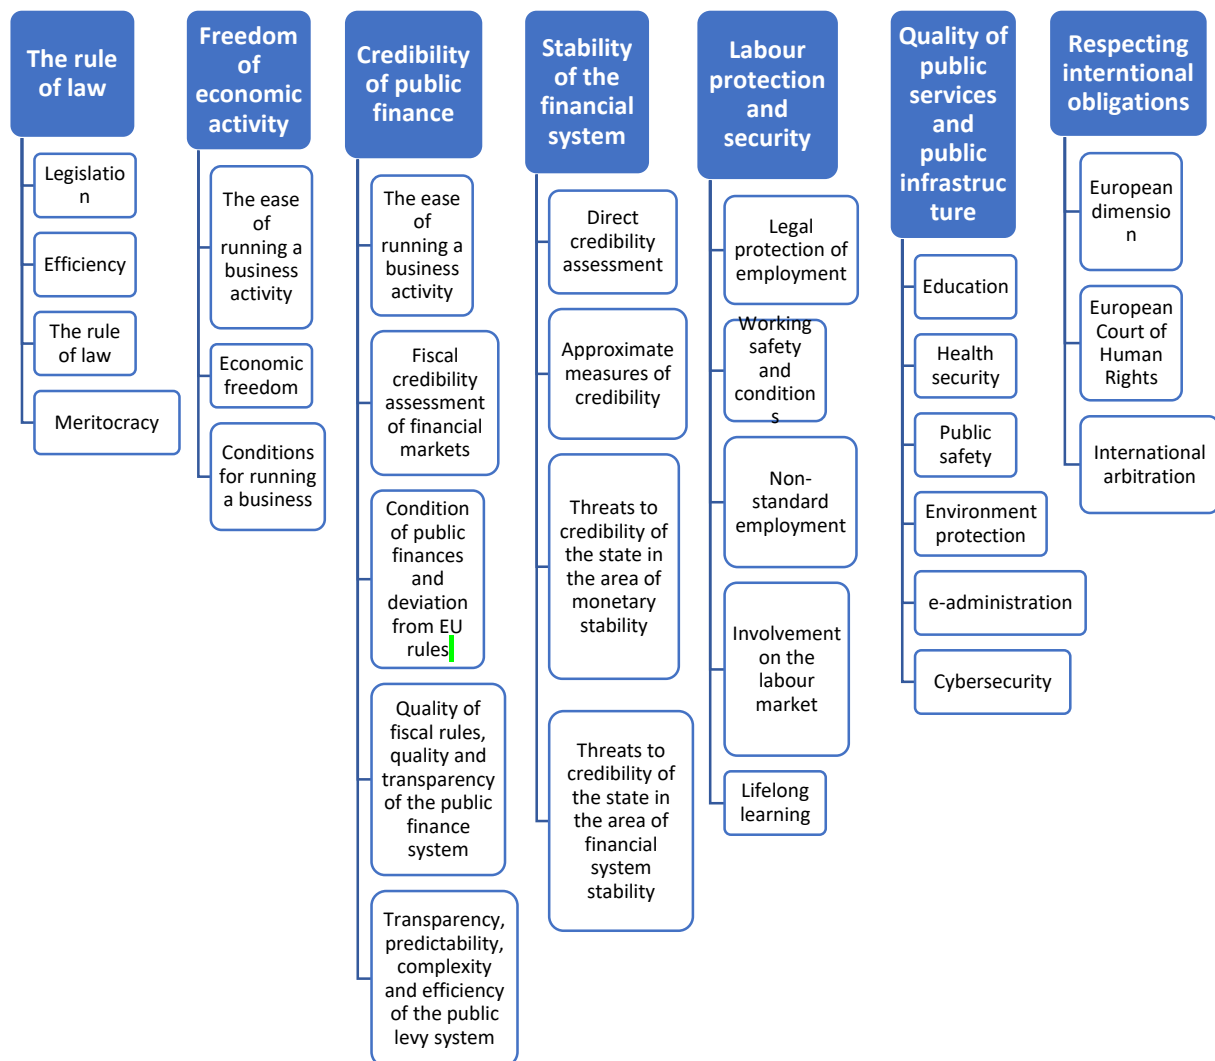 The rule
of law
Legislatio
n
Efficiency
The rule
of law
Meritocracy
Freedom
of
economic
activity
The ease
of
running a
business
activity
Economic
freedom
Conditions
for running
a business
Credibility
of public
finance
The ease
of
running a
business
activity
Fiscal
credibility
assessment
of financial
markets
Condition
of public
finances
and
deviation
from EU
rules
Quality of
fiscal rules,
quality and
transparency
of the public
finance
system
Transparency,
predictability,
complexity
and efficiency
of the public
levy system
Stability
of the
financial
system
Direct
credibility
assessment
Approximate
measures of
credibility
Threats to
credibility of
the state in
the area of
monetary
stability
Threats to
credibility of
the state in
the area of
financial
system
stability
Labour
protection
and
security
Legal
protection of
employment
Working
safety
and
condition
s
Non-
standard
employment
Involvement
on the
labour
market
Lifelong
learning
Quality of
public
services
and
public
infrastruc
ture
Education
Health
security
Public
safety
Environment
protection
e-administration
Cybersecurity
Respecting
interntional
obligations
European
dimensio
n
European
Court of
Human
Rights
International
arbitration